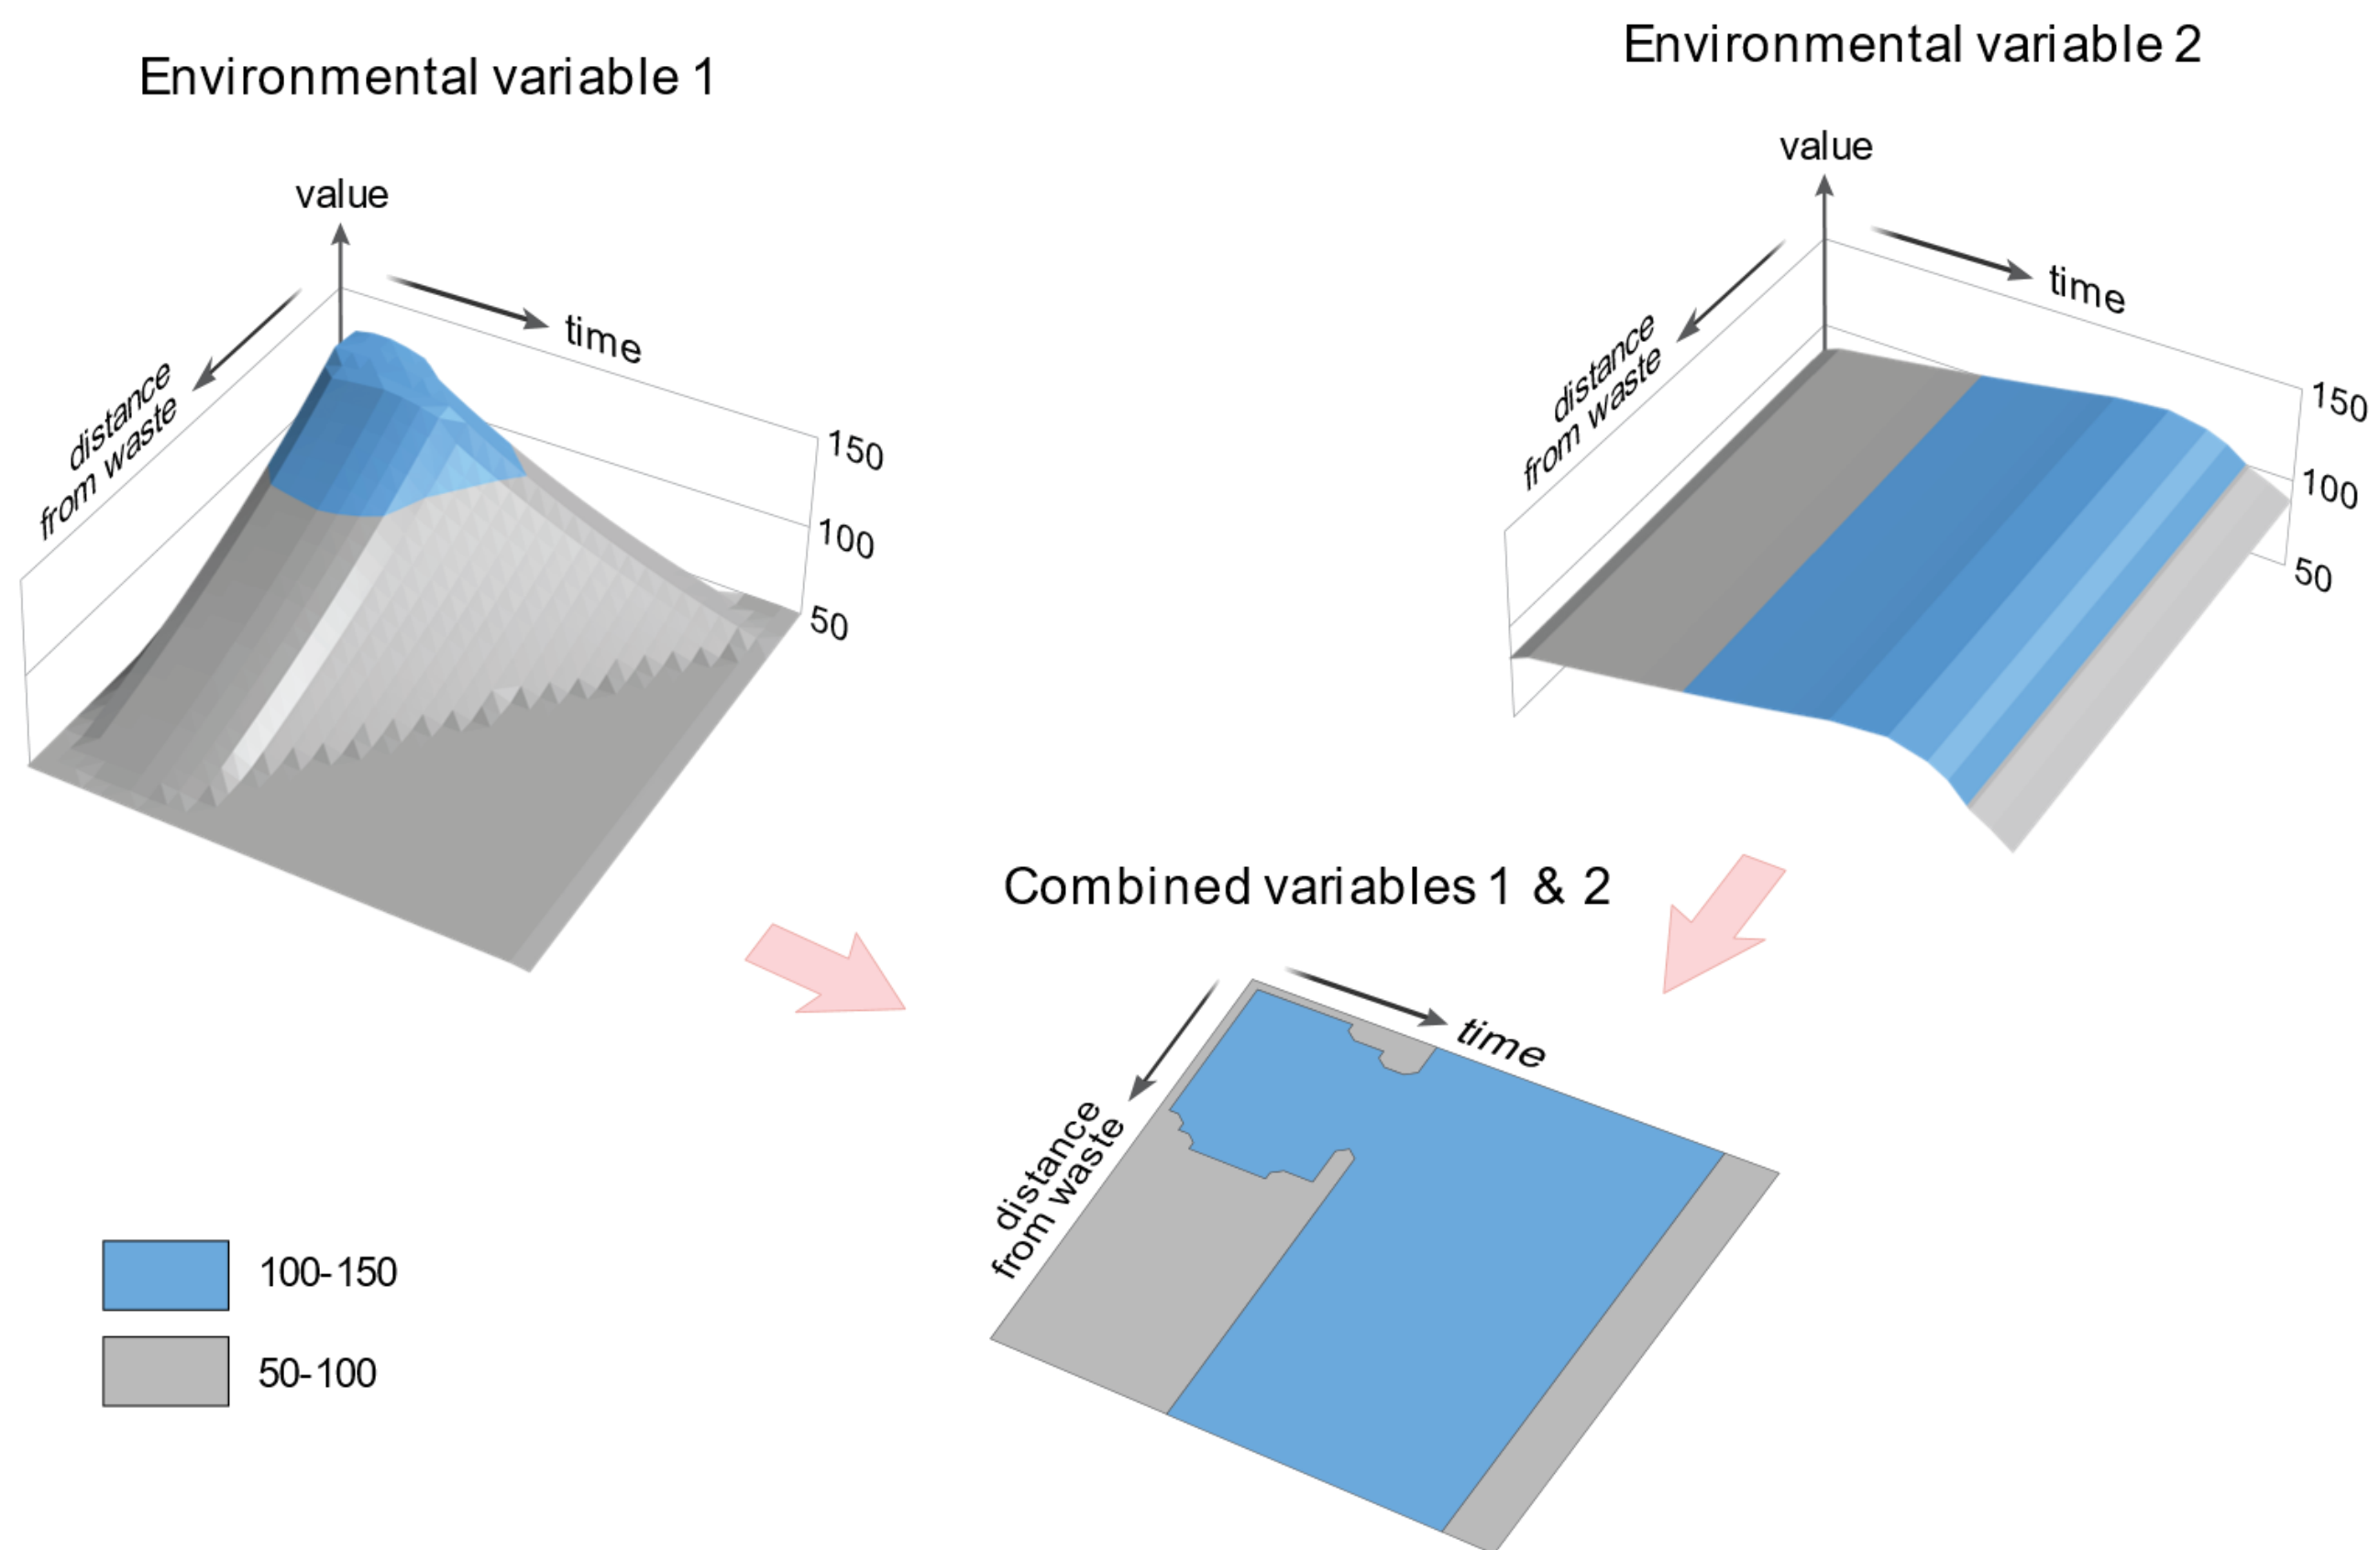 Environmental variable 1
value
time
distance
from waste
150
100
50
Environmental variable 2
value
time
distance
from waste
150
100
50
Combined variables 1 & 2
time
distance
from waste
100-150
50-100